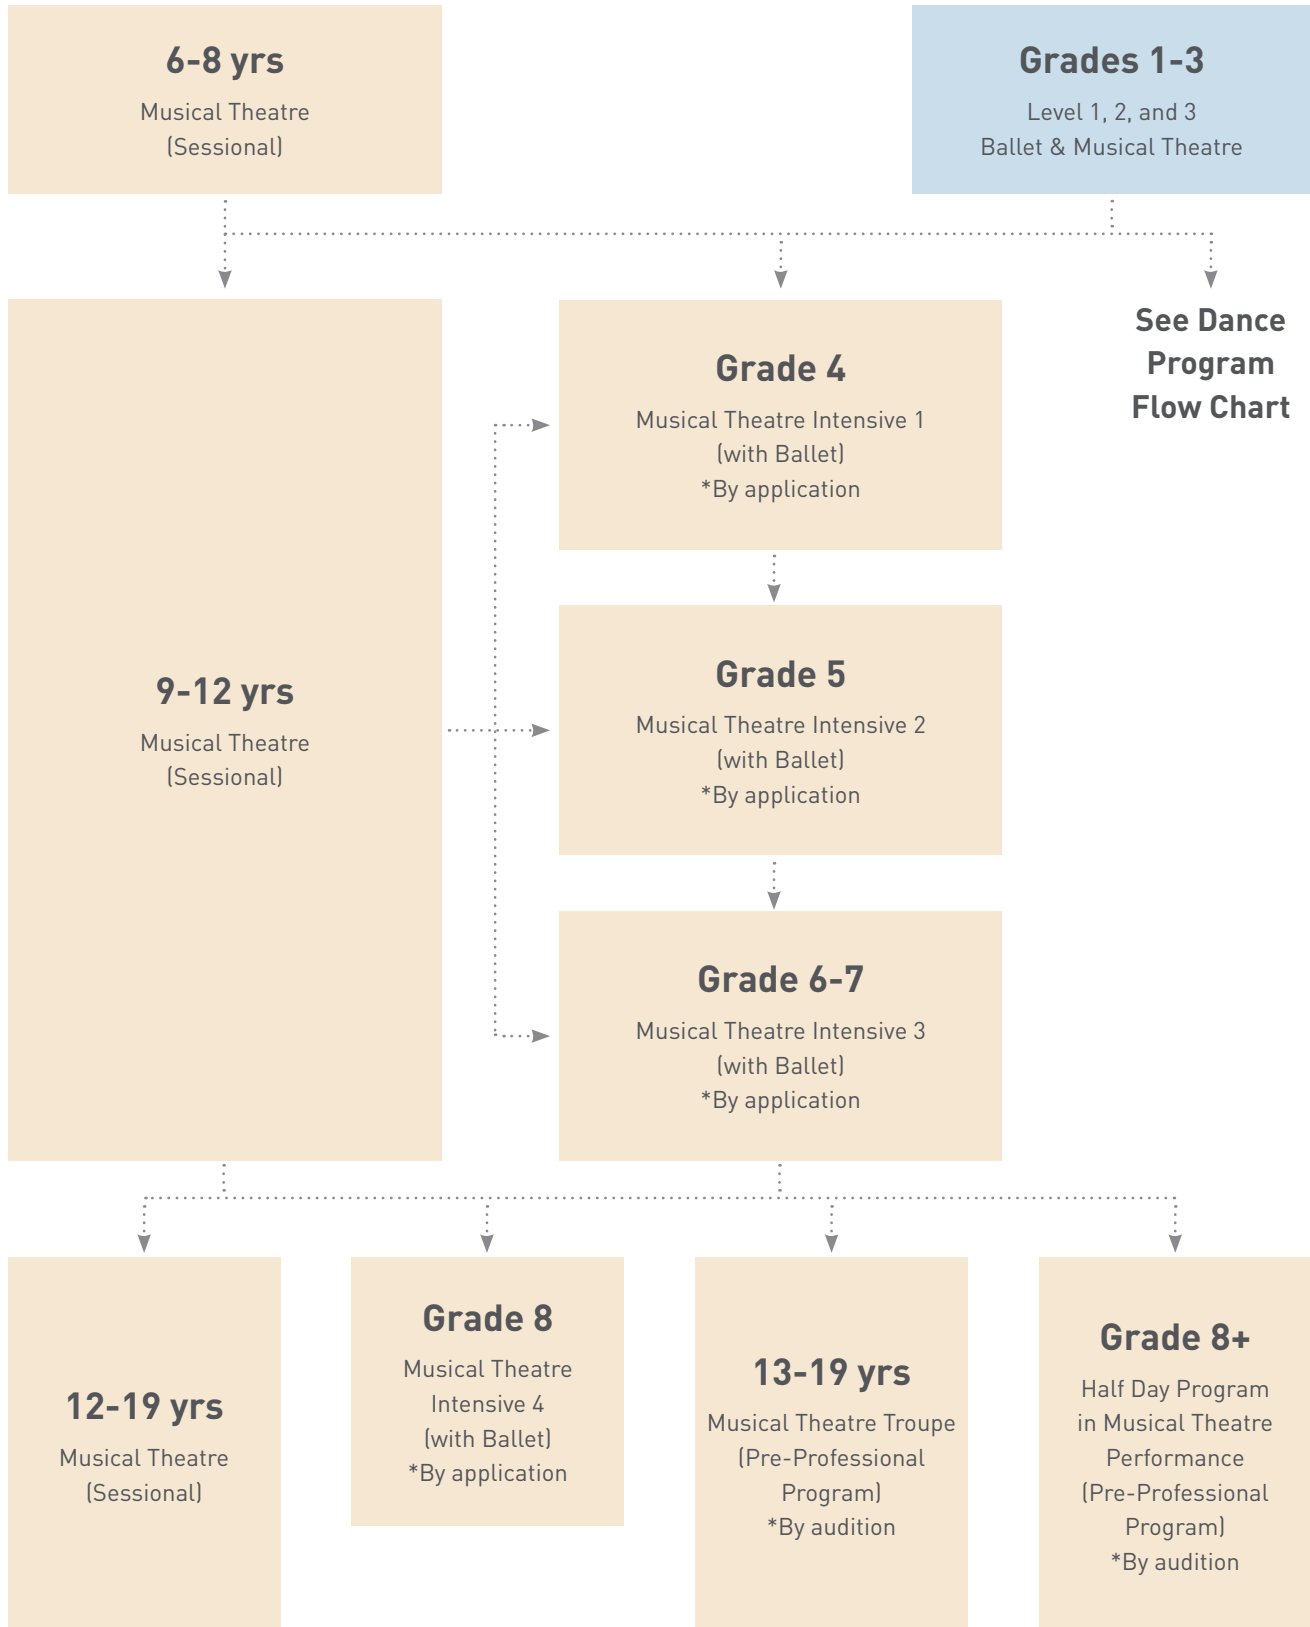 6-8 yrs
Musical Theatre
(Sessional)
Grades 1-3
Level 1, 2, and 3
Ballet & Musical Theatre
See Dance
Program
Flow Chart
9-12 yrs
Musical Theatre
(Sessional)
Grade 4
Musical Theatre Intensive 1
(with Ballet)
*By application
Grade 5
Musical Theatre Intensive 2
(with Ballet)
*By application
Grade 6-7
Musical Theatre Intensive 3
(with Ballet)
*By application
12-19 yrs
Musical Theatre
(Sessional)
Grade 8
Musical Theatre
Intensive 4
(with Ballet)
*By application
13-19 yrs
Musical Theatre Troupe
(Pre-Professional
Program)
*By audition
Grade 8+
Half Day Program
in Musical Theatre
Performance
(Pre-Professional
Program)
*By audition